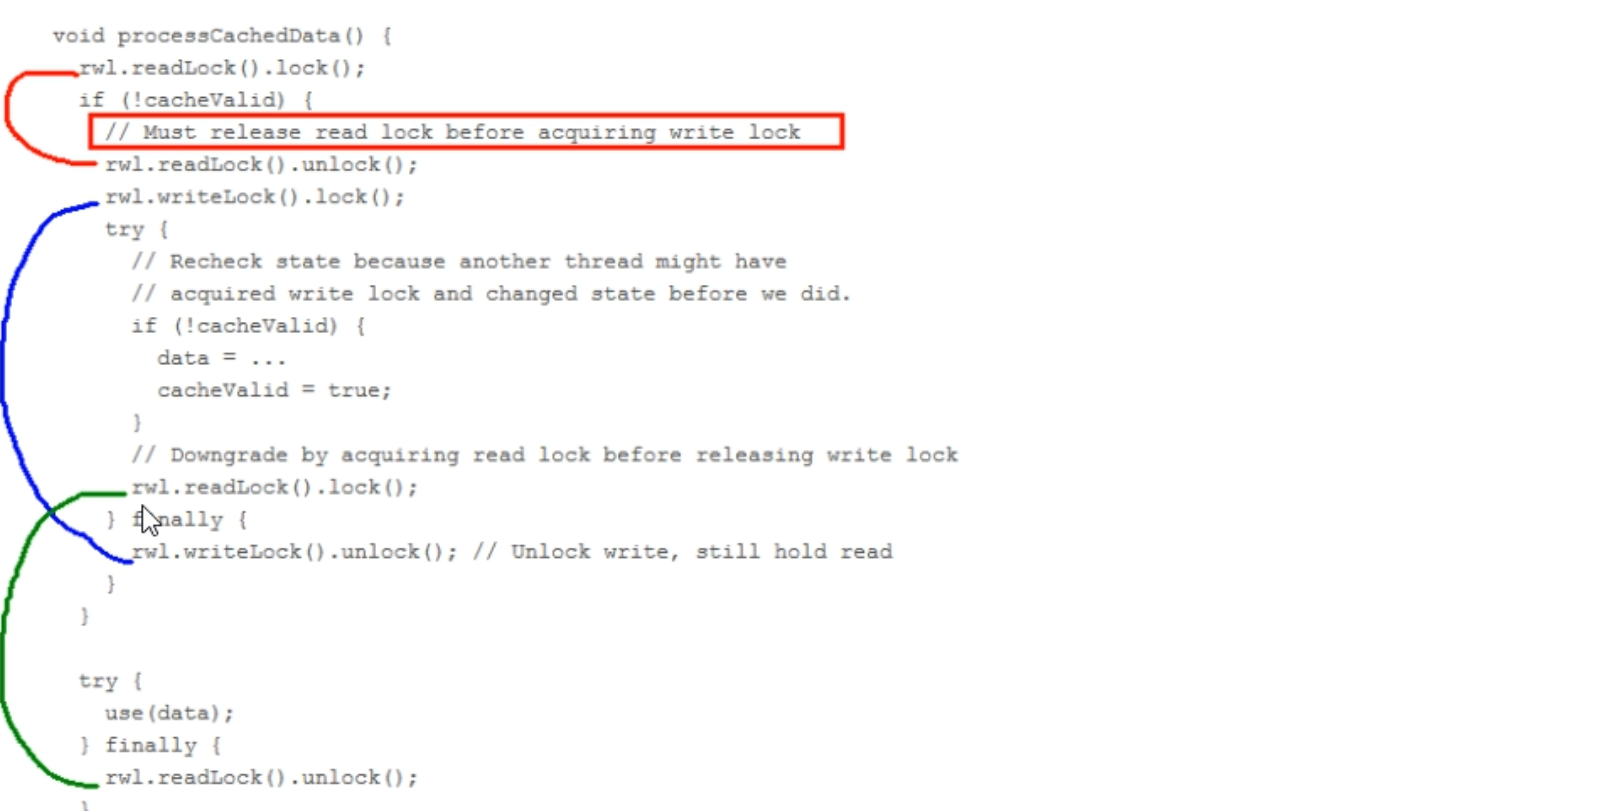 void processCachedData() {
rwl.readLock().lock();
if (!cacheValid) {
// Must release read lock before acquiring write lock
rwl.readLock().unlock();
rwl.writeLock().lock();
try {
// Recheck state because another thread might have
// acquired write lock and changed state before we did.
if (!cacheValid) {
data = ...
cacheValid = true;
}
// Downgrade by acquiring read lock before releasing write lock
rwl.readLock().lock();
} finally {
rwl.writeLock().unlock(); // Unlock write, still hold read
}
}
try {
use(data);
} finally {
rwl.readLock().unlock();
}